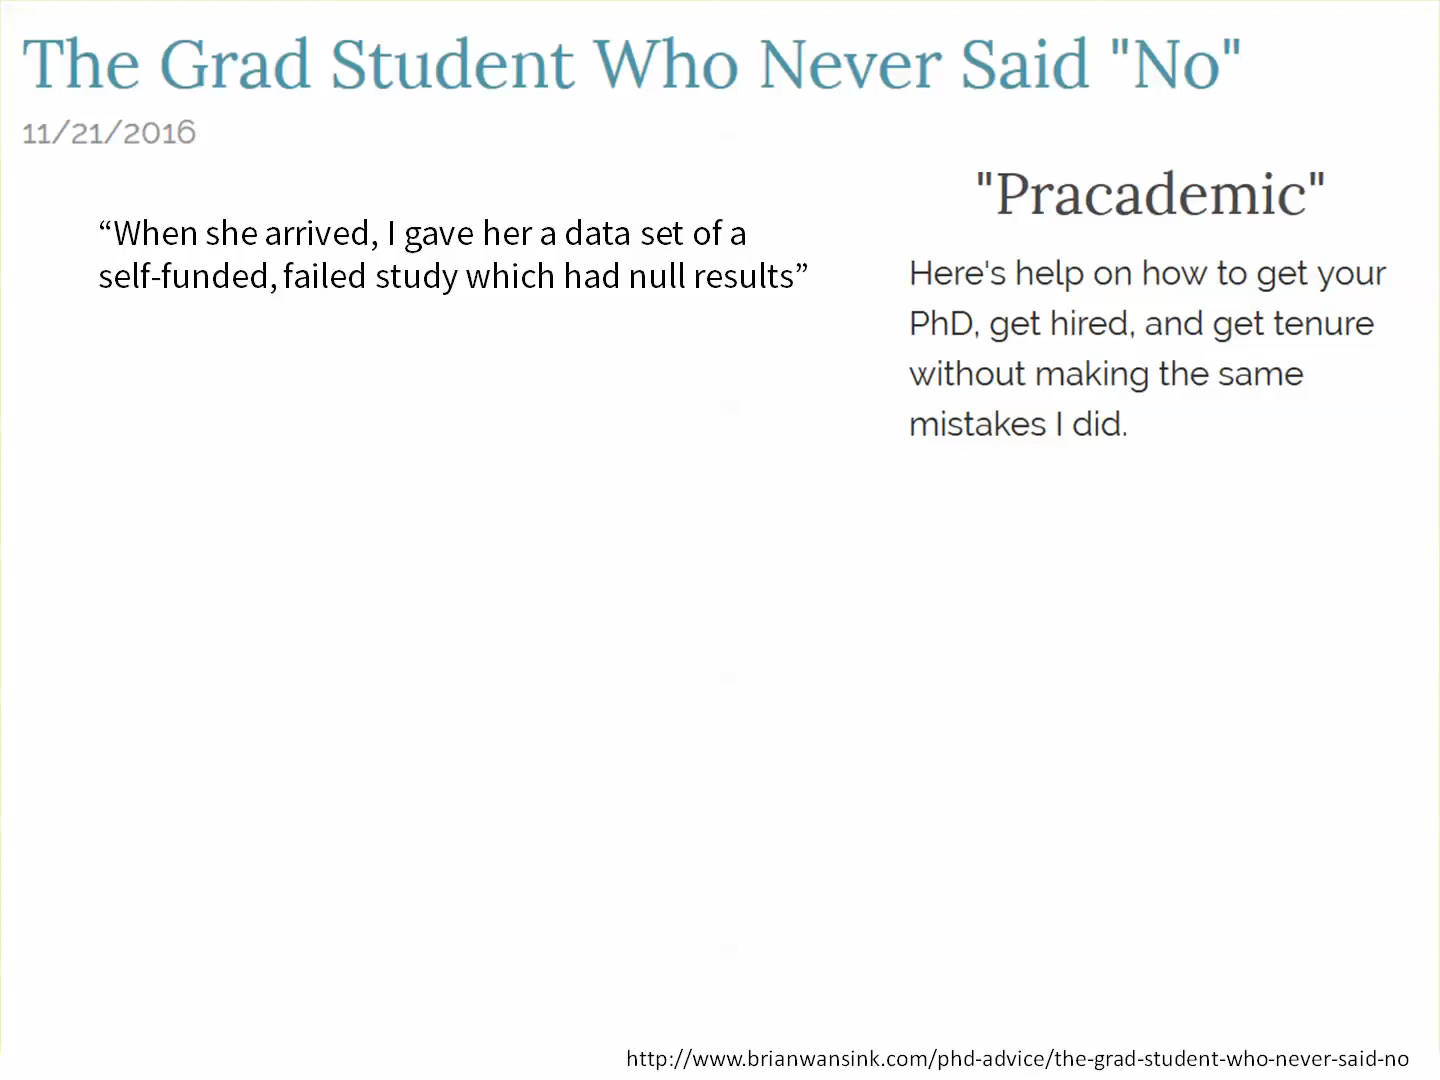 The Grad Student Who Never Said "No"
11/21/2016
“When she arrived, I gave her a data set of a
self-funded, failed study which had null results”
"Pracademic"
Here's help on how to get your
PhD, get hired, and get tenure
without making the same
mistakes I did.
http://www.brianwansink.com/phd-advice/the-grad-student-who-never-said-no